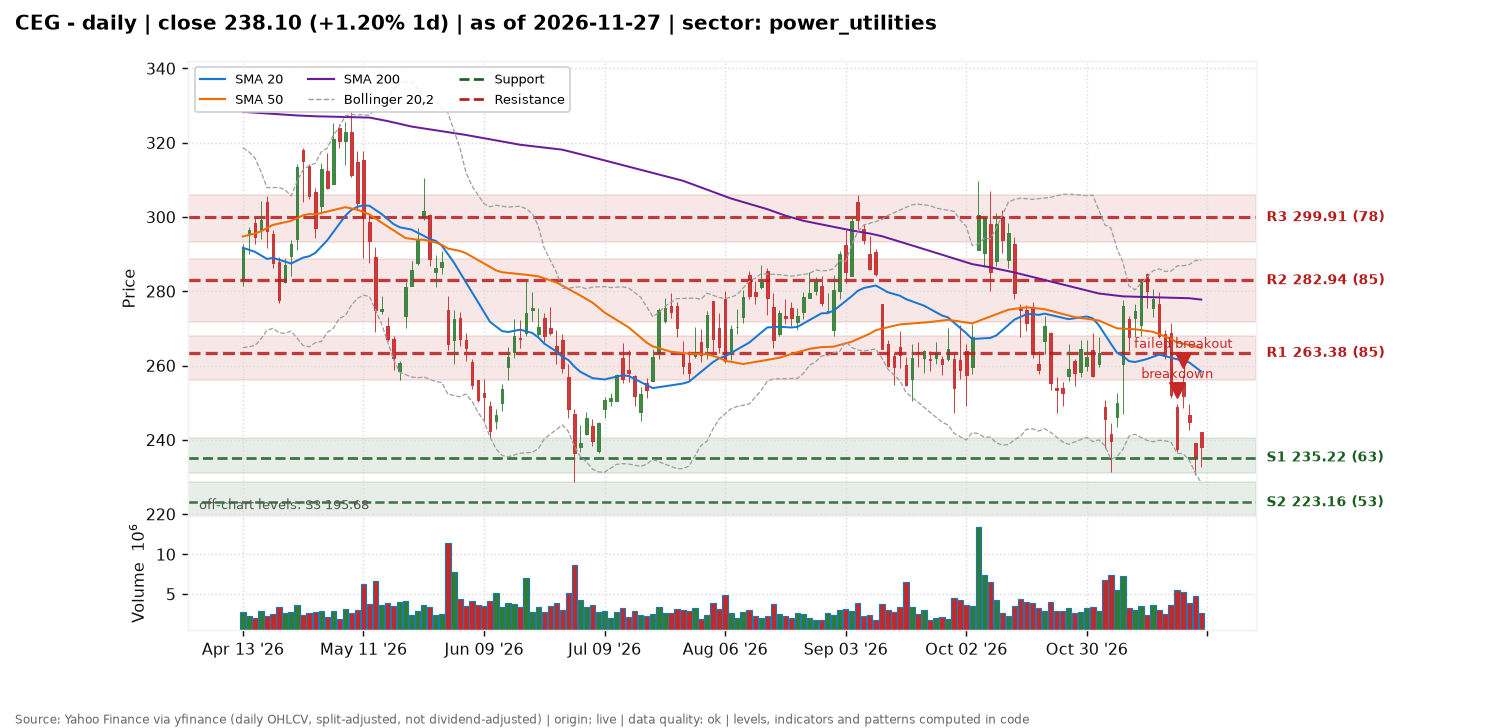 CEG - daily | close 238.10 (+1.20% 1d) | as of 2026-11-27 | sector: power_utilities
SMA 20
SMA 50
SMA 200
Bollinger 20,2
Support
Resistance
Price
340
320
300
280
260
240
220
R3 299.91 (78)
R2 282.94 (85)
R1 263.38 (85)
S1 235.22 (63)
S2 223.16 (53)
failed breakout
breakdown
off-chart levels: S3 195.68
Volume 10⁶
10
5
Apr 13 '26
May 11 '26
Jun 09 '26
Jul 09 '26
Aug 06 '26
Sep 03 '26
Oct 02 '26
Oct 30 '26
Source: Yahoo Finance via yfinance (daily OHLCV, split-adjusted, not dividend-adjusted) | origin: live | data quality: ok | levels, indicators and patterns computed in code